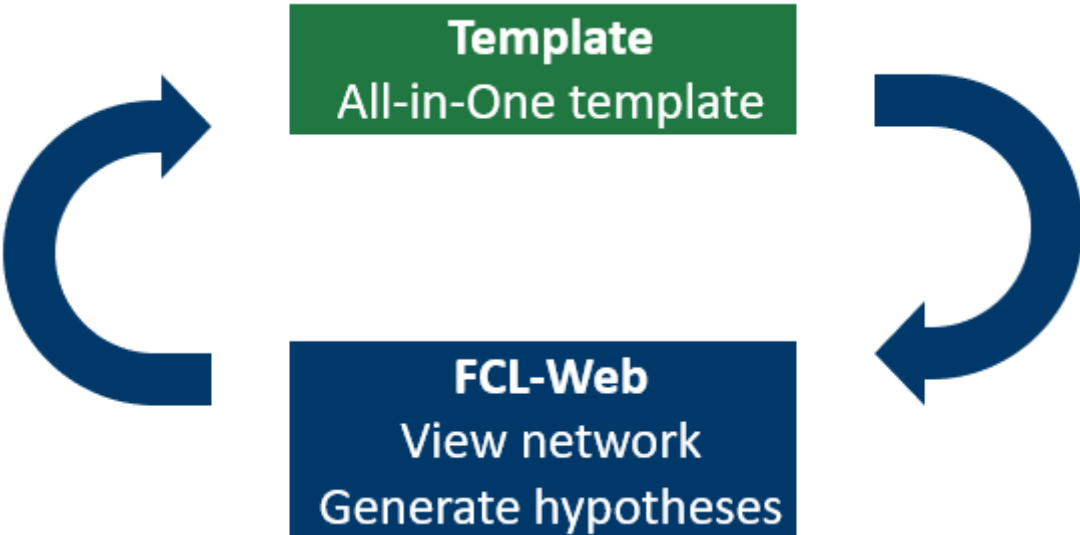 Template
All-in-One template
FCL-Web
View network
Generate hypotheses